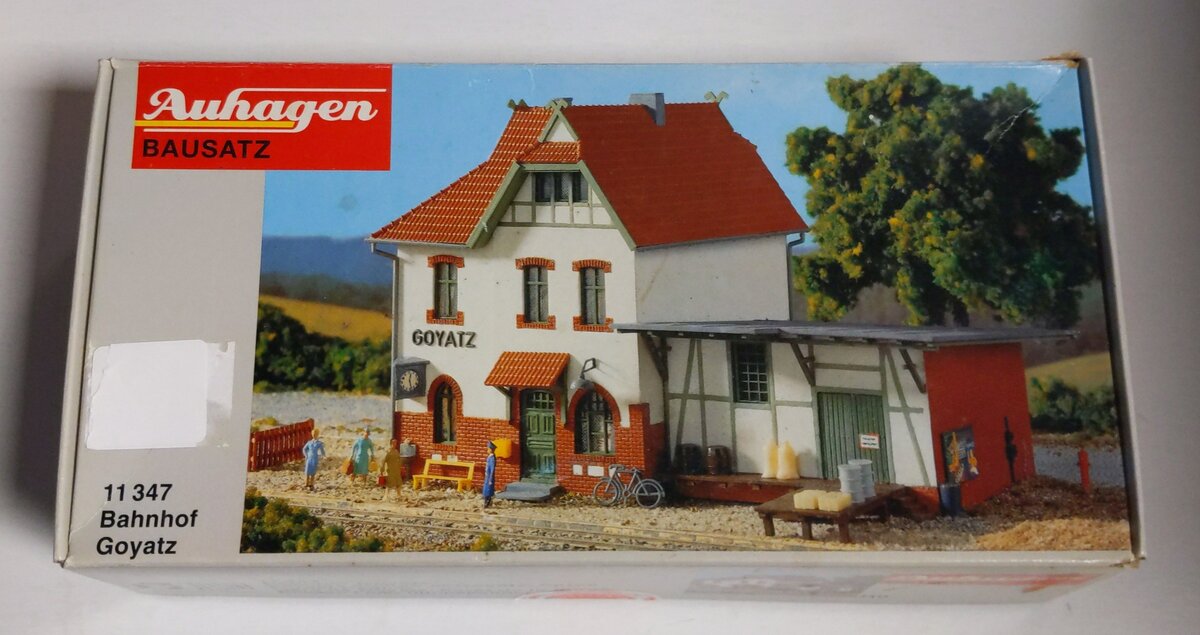 Auhagen
BAUSATZ
GOYATZ
11 347
Bahnhof
Goyatz